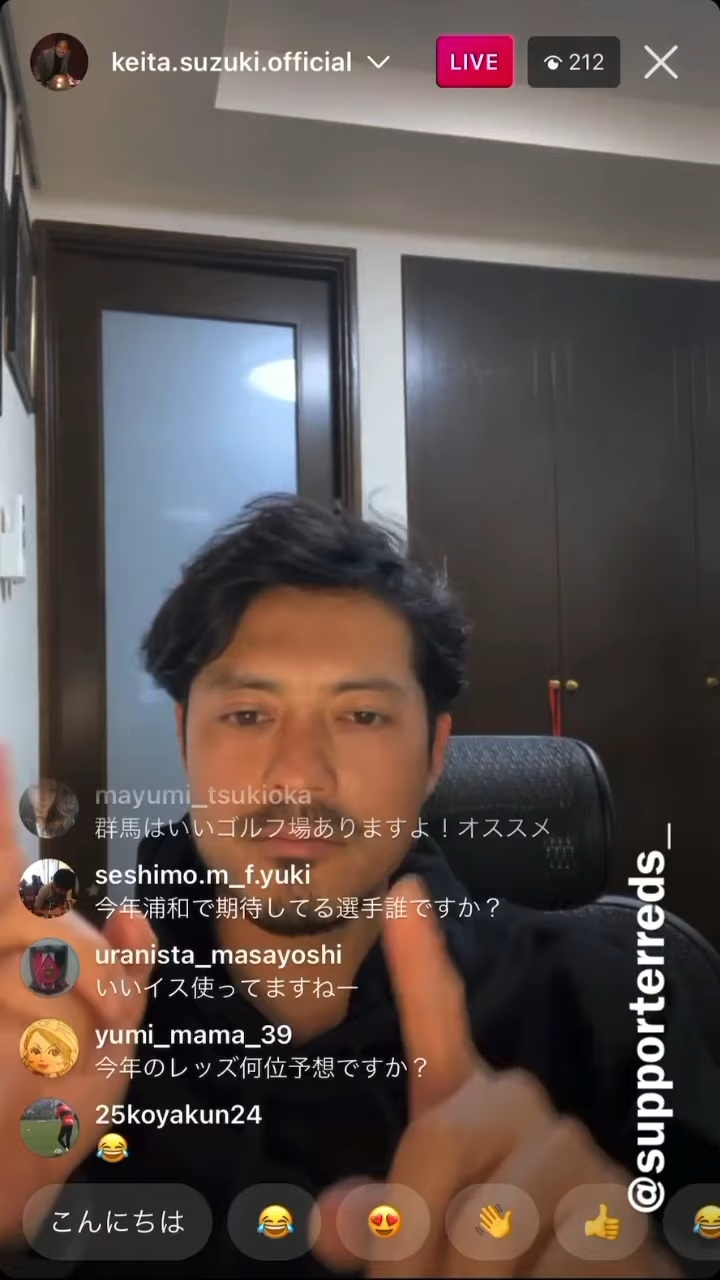 keita.suzuki.official
LIVE
212
mayumi_tsukioka
群馬はいいゴルフ場ありますよ！オススメ
seshimo.m_f.yuki
今年浦和で期待してる選手誰ですか？
uranista_masayoshi
いいイス使ってますねー
yumi_mama_39
今年のレッズ何位予想ですか？
25koyakun24
😂
@supporterreds_
こんにちは 😂 😍 👋 👍 😂